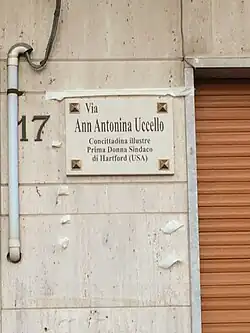 17
Via
Ann Antonina Uccello
Concittadina illustre
Prima Donna Sindaco
di Hartford (USA)